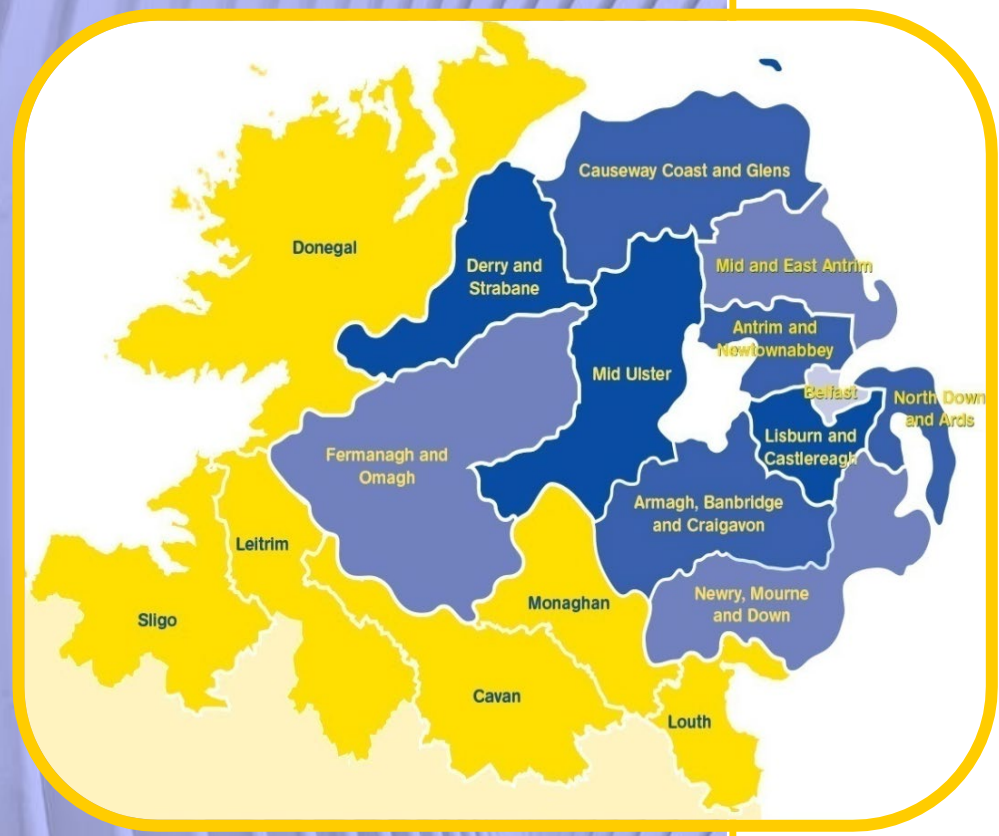 Causeway Coast and Glens
Donegal
Derry and
Strabane
Mid and East Antrim
Antrim and
Newtownabbey
Mid Ulster
Belfast
North Down
and Ards
Lisburn and
Castlereagh
Fermanagh and
Omagh
Armagh, Banbridge
and Craigavon
Leitrim
Monaghan
Newry, Mourne
and Down
Sligo
Cavan
Louth